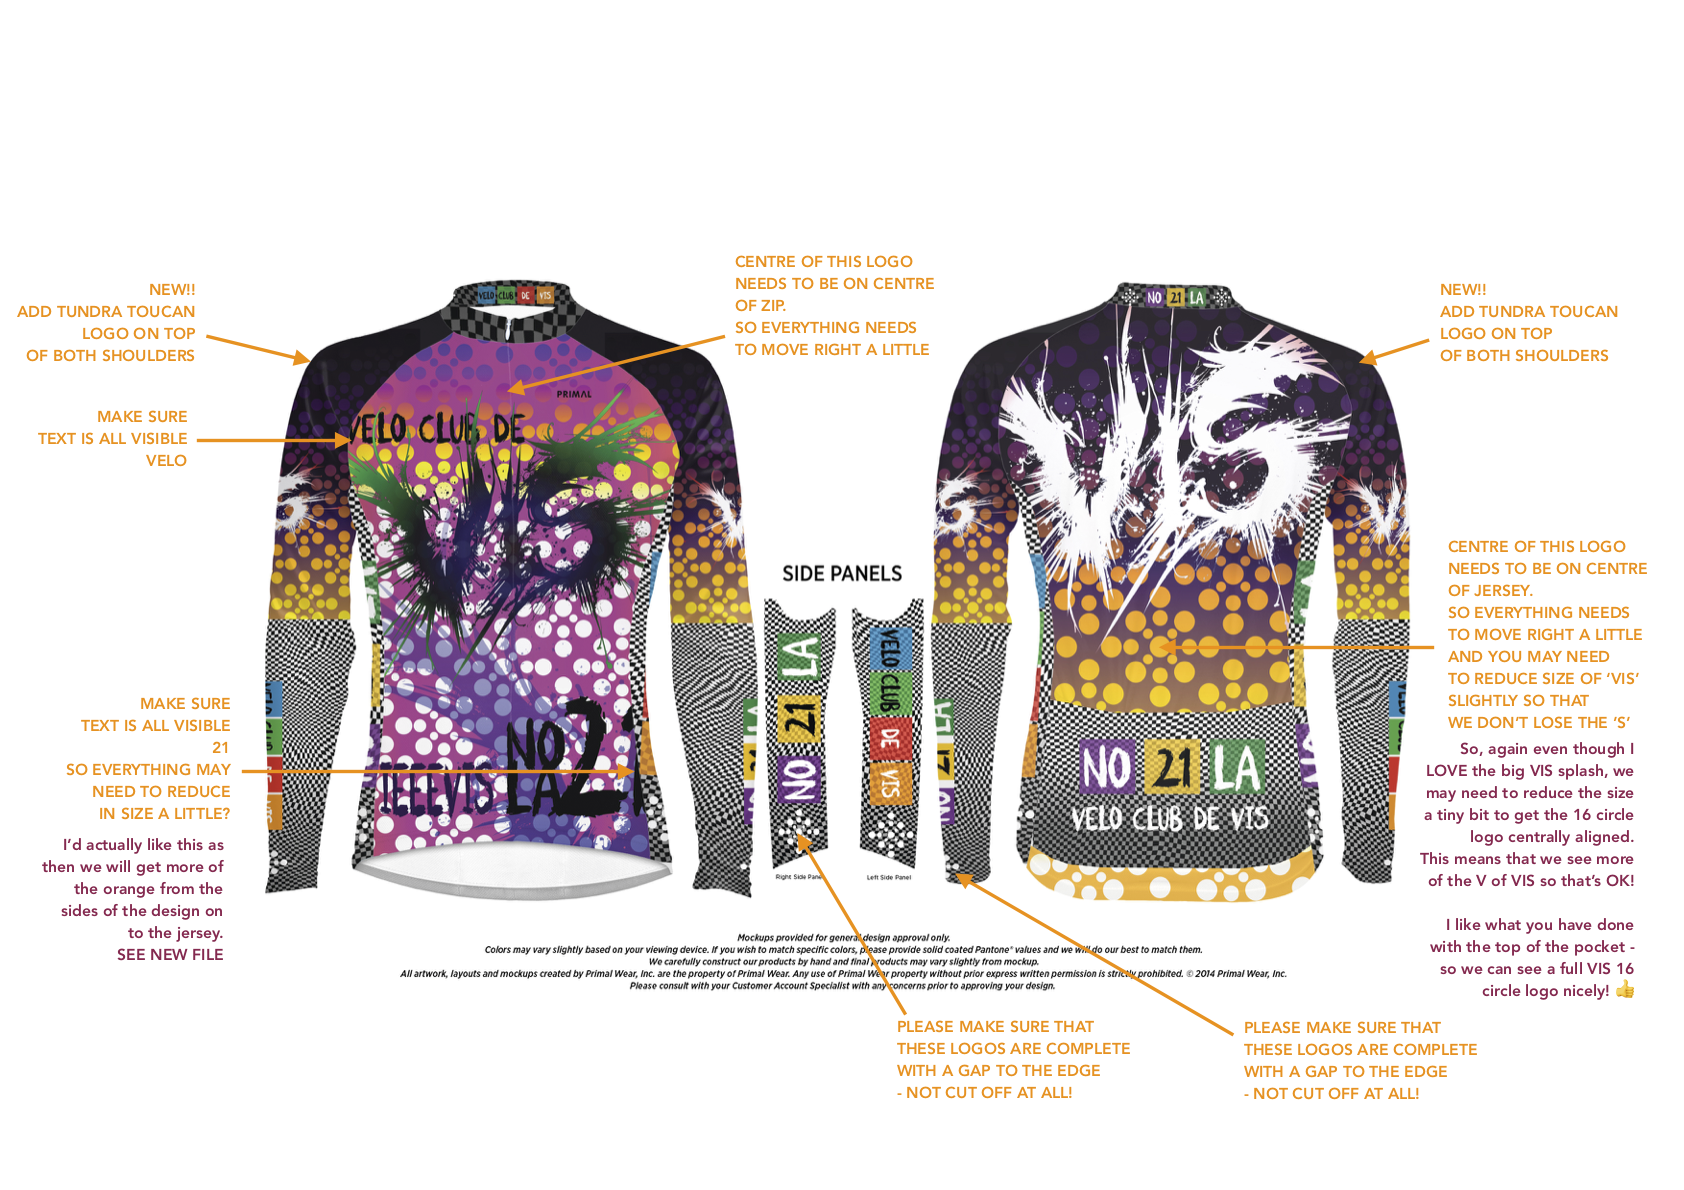 NEW!!
ADD TUNDRA TOUCAN
LOGO ON TOP
OF BOTH SHOULDERS
MAKE SURE
TEXT IS ALL VISIBLE
VELO
MAKE SURE
TEXT IS ALL VISIBLE
21
SO EVERYTHING MAY
NEED TO REDUCE
IN SIZE A LITTLE?
I'd actually like this as
then we will get more of
the orange from the
sides of the design on
to the jersey.
SEE NEW FILE
VELO CLUB DE VIS
PRIMAL
VELO CLUB DE
VIS
NO 21
LA
CENTRE OF THIS LOGO
NEEDS TO BE ON CENTRE
OF ZIP.
SO EVERYTHING NEEDS
TO MOVE RIGHT A LITTLE
SIDE PANELS
NO 21 LA
VELO CLUB DE VIS
Right Side Pane
Left Side Panel
NO 21 LA
VIS
NO 21 LA
VELO CLUB DE VIS
NEW!!
ADD TUNDRA TOUCAN
LOGO ON TOP
OF BOTH SHOULDERS
CENTRE OF THIS LOGO
NEEDS TO BE ON CENTRE
OF JERSEY.
SO EVERYTHING NEEDS
TO MOVE RIGHT A LITTLE
AND YOU MAY NEED
TO REDUCE SIZE OF 'VIS'
SLIGHTLY SO THAT
WE DON'T LOSE THE 'S'
So, again even though I
LOVE the big VIS splash, we
may need to reduce the size
a tiny bit to get the 16 circle
logo centrally aligned.
This means that we see more
of the V of VIS so that's OK!
I like what you have done
with the top of the pocket -
so we can see a full VIS 16
circle logo nicely! 👍
Mockups provided for general design approval only.
Colors may vary slightly based on your viewing device. If you wish to match specific colors, please provide solid coated Pantone® values and we will do our best to match them.
We carefully construct our products by hand and final products may vary slightly from mockup.
All artwork, layouts and mockups created by Primal Wear, Inc. are the property of Primal Wear. Any use of Primal Wear property without prior express written permission is strictly prohibited. © 2014 Primal Wear, Inc.
Please consult with your Customer Account Specialist with any concerns prior to approving your design.
PLEASE MAKE SURE THAT
THESE LOGOS ARE COMPLETE
WITH A GAP TO THE EDGE
- NOT CUT OFF AT ALL!
PLEASE MAKE SURE THAT
THESE LOGOS ARE COMPLETE
WITH A GAP TO THE EDGE
- NOT CUT OFF AT ALL!